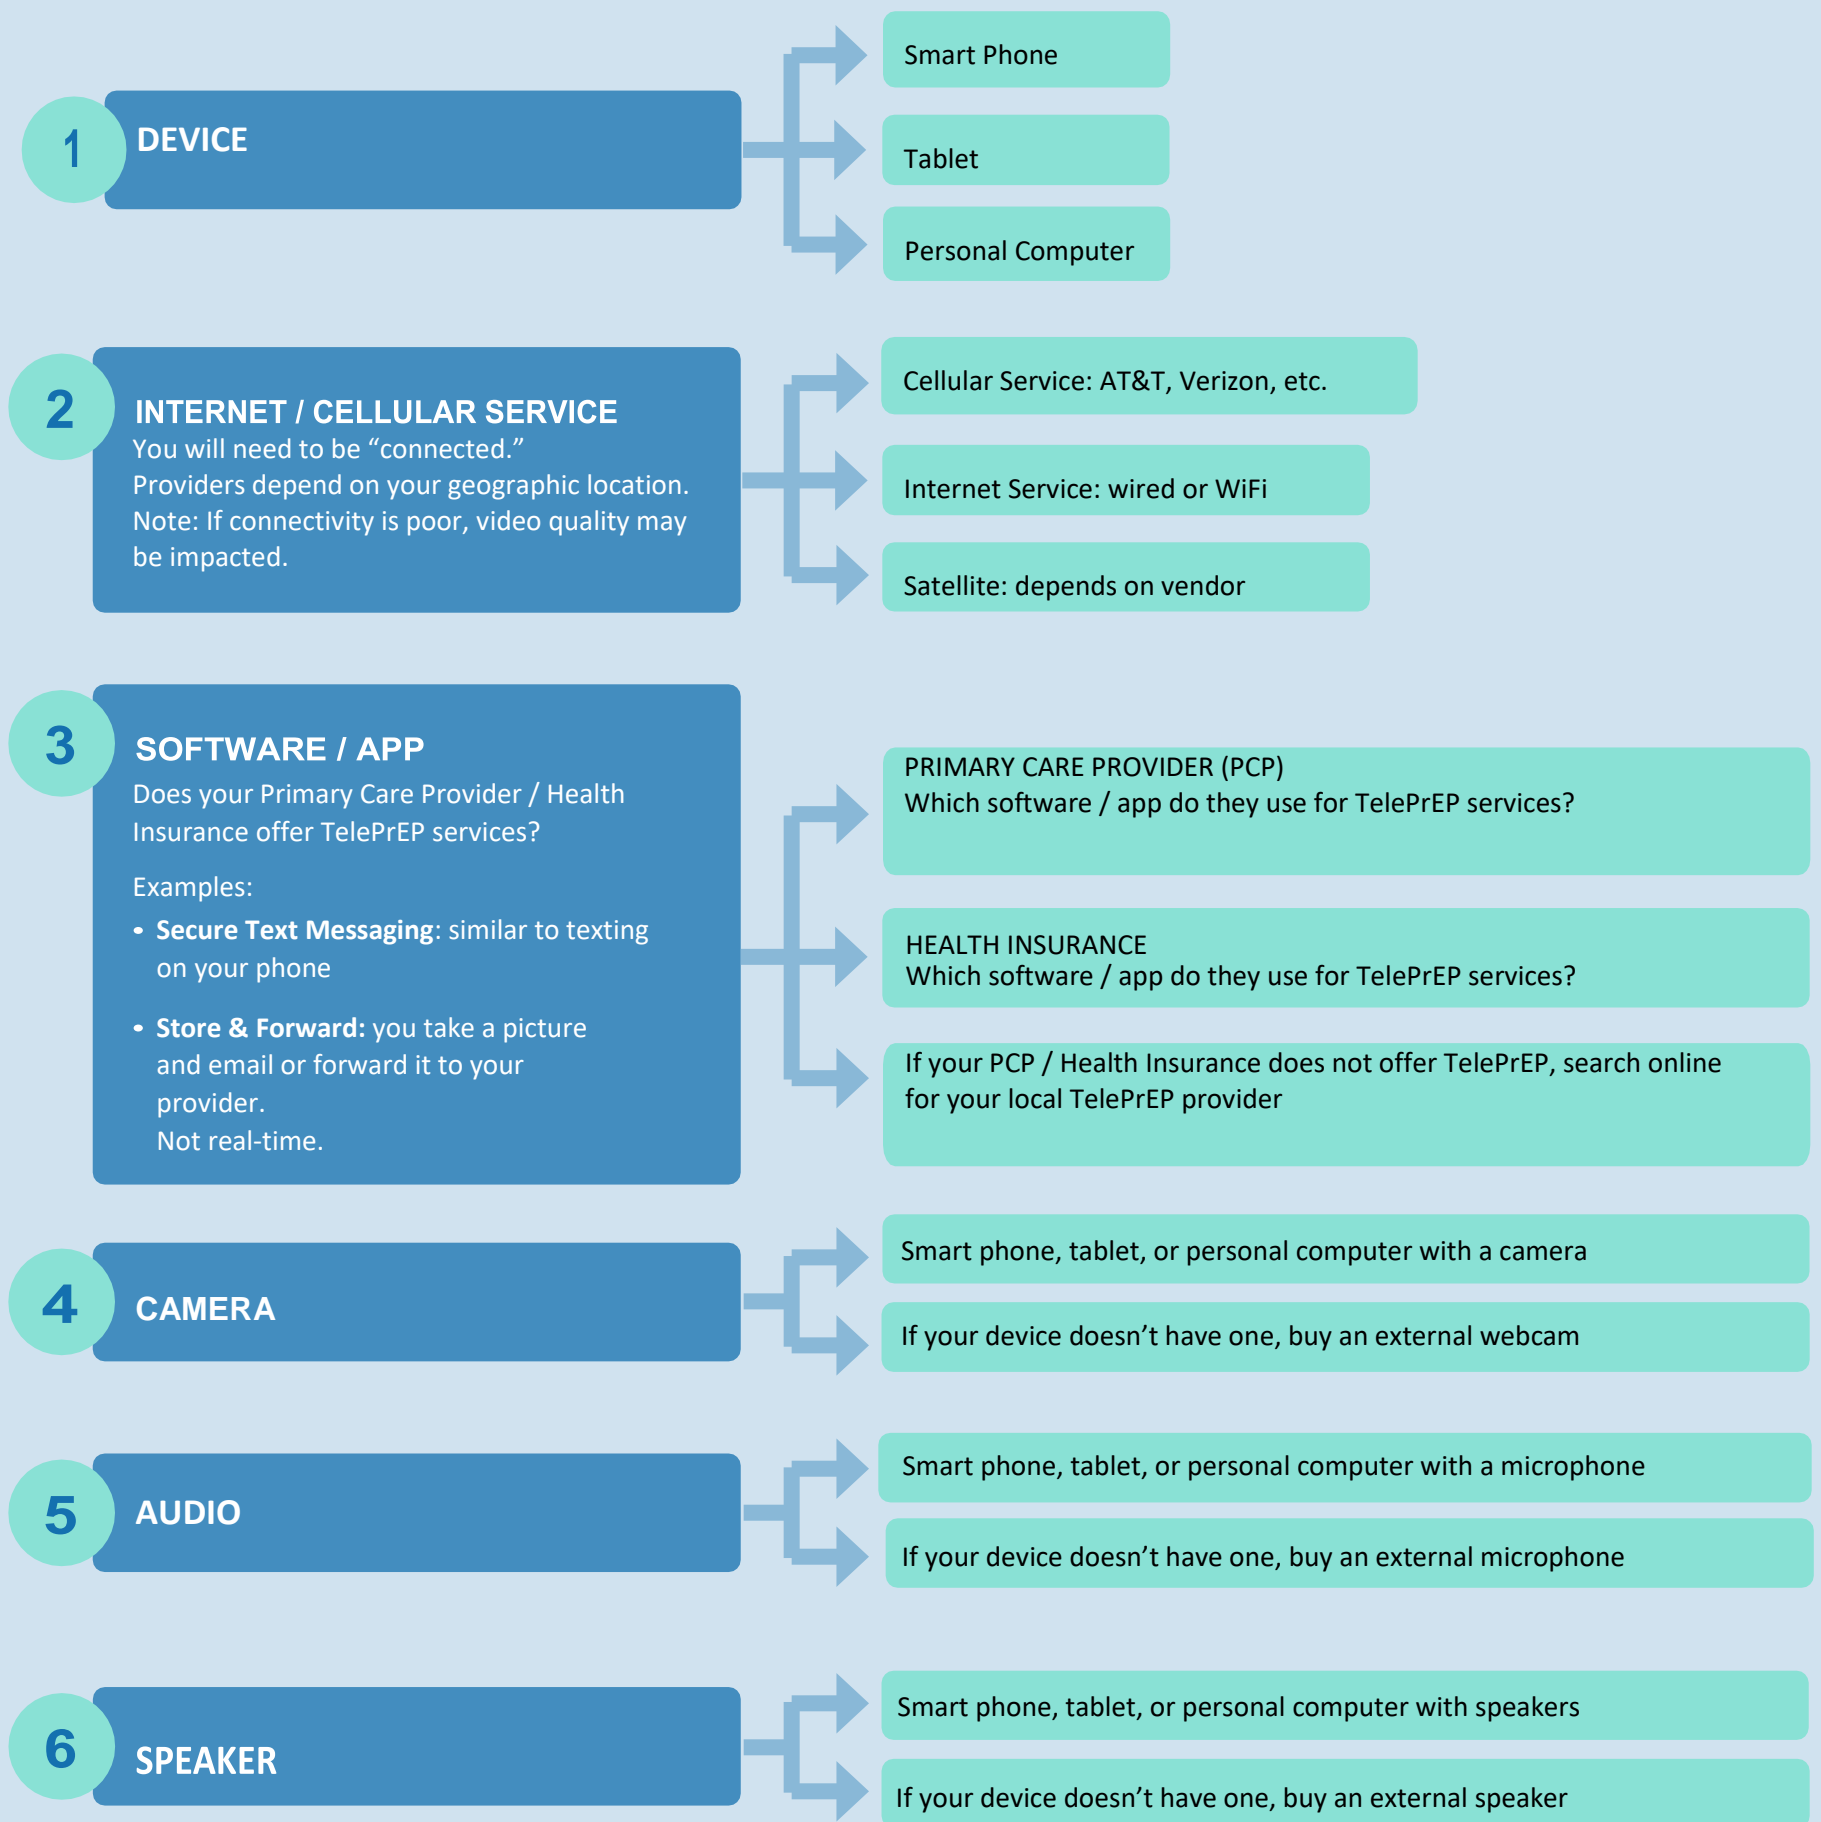 1
DEVICE
Smart Phone
Tablet
Personal Computer
2
INTERNET / CELLULAR SERVICE
You will need to be “connected.”
Providers depend on your geographic location.
Note: If connectivity is poor, video quality may
be impacted.
Cellular Service: AT&T, Verizon, etc.
Internet Service: wired or WiFi
Satellite: depends on vendor
3
SOFTWARE / APP
Does your Primary Care Provider / Health
Insurance offer TelePrEP services?
Examples:
• Secure Text Messaging: similar to texting
on your phone
• Store & Forward: you take a picture
and email or forward it to your
provider.
Not real-time.
PRIMARY CARE PROVIDER (PCP)
Which software / app do they use for TelePrEP services?
HEALTH INSURANCE
Which software / app do they use for TelePrEP services?
If your PCP / Health Insurance does not offer TelePrEP, search online
for your local TelePrEP provider
4
CAMERA
Smart phone, tablet, or personal computer with a camera
If your device doesn’t have one, buy an external webcam
5
AUDIO
Smart phone, tablet, or personal computer with a microphone
If your device doesn’t have one, buy an external microphone
6
SPEAKER
Smart phone, tablet, or personal computer with speakers
If your device doesn’t have one, buy an external speaker